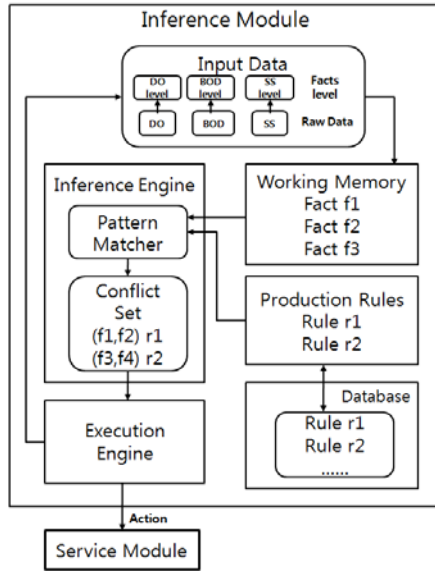 Inference Module
Input Data
DO level
BOD level
SS level
Facts level
DO
BOD
SS
Raw Data
Inference Engine
Pattern
Matcher
Conflict
Set
(f1,f2) r1
(f3,f4) r2
Working Memory
Fact f1
Fact f2
Fact f3
Production Rules
Rule r1
Rule r2
Database
Rule r1
Rule r2
......
Execution
Engine
Action
Service Module